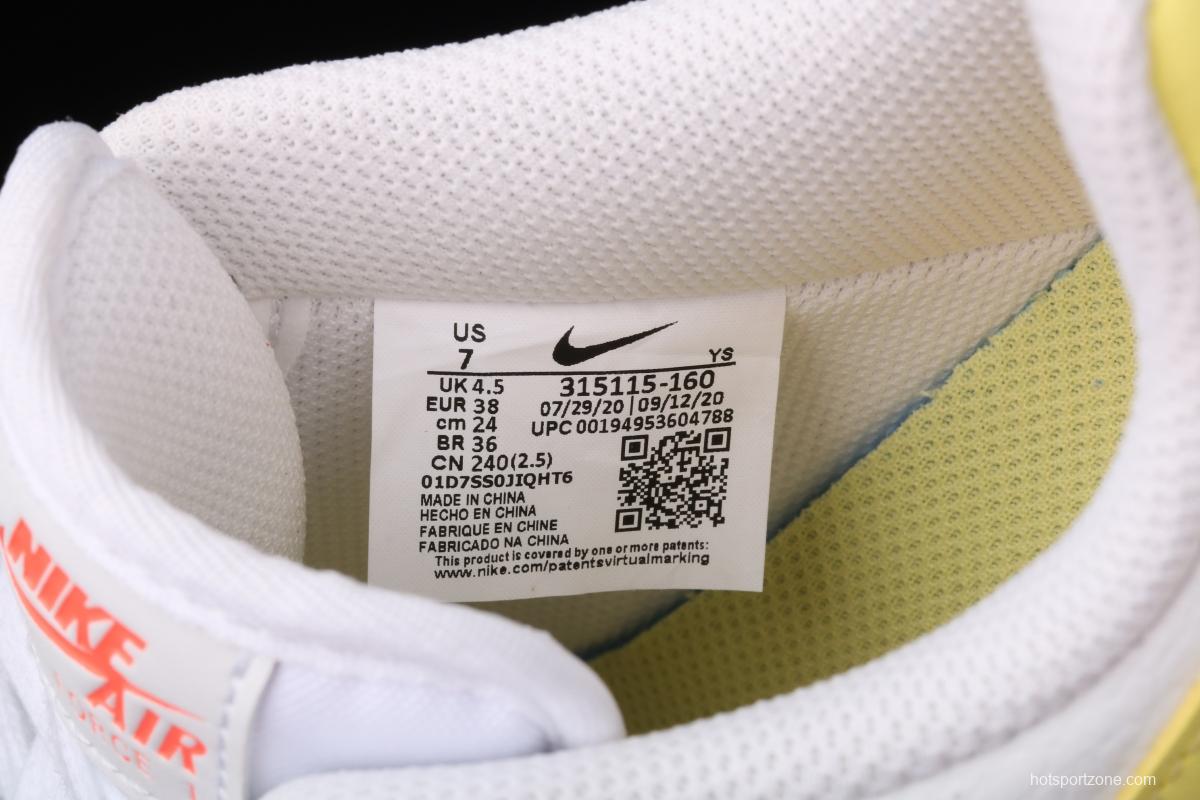 US
7
YS
UK 4.5
EUR 38
cm 24
BR 36
CN 240(2.5)
01D7SS0JIQHT6
315115-160
07/29/20 | 09/12/20
UPC 00194953604788
MADE IN CHINA
HECHO EN CHINA
FABRIQUE EN CHINE
FABRICADO NA CHINA
This product is covered by one or more patents:
www.nike.com/patentsvirtualmarking
NIKE
AIR
FORCE
hotsportzone.com